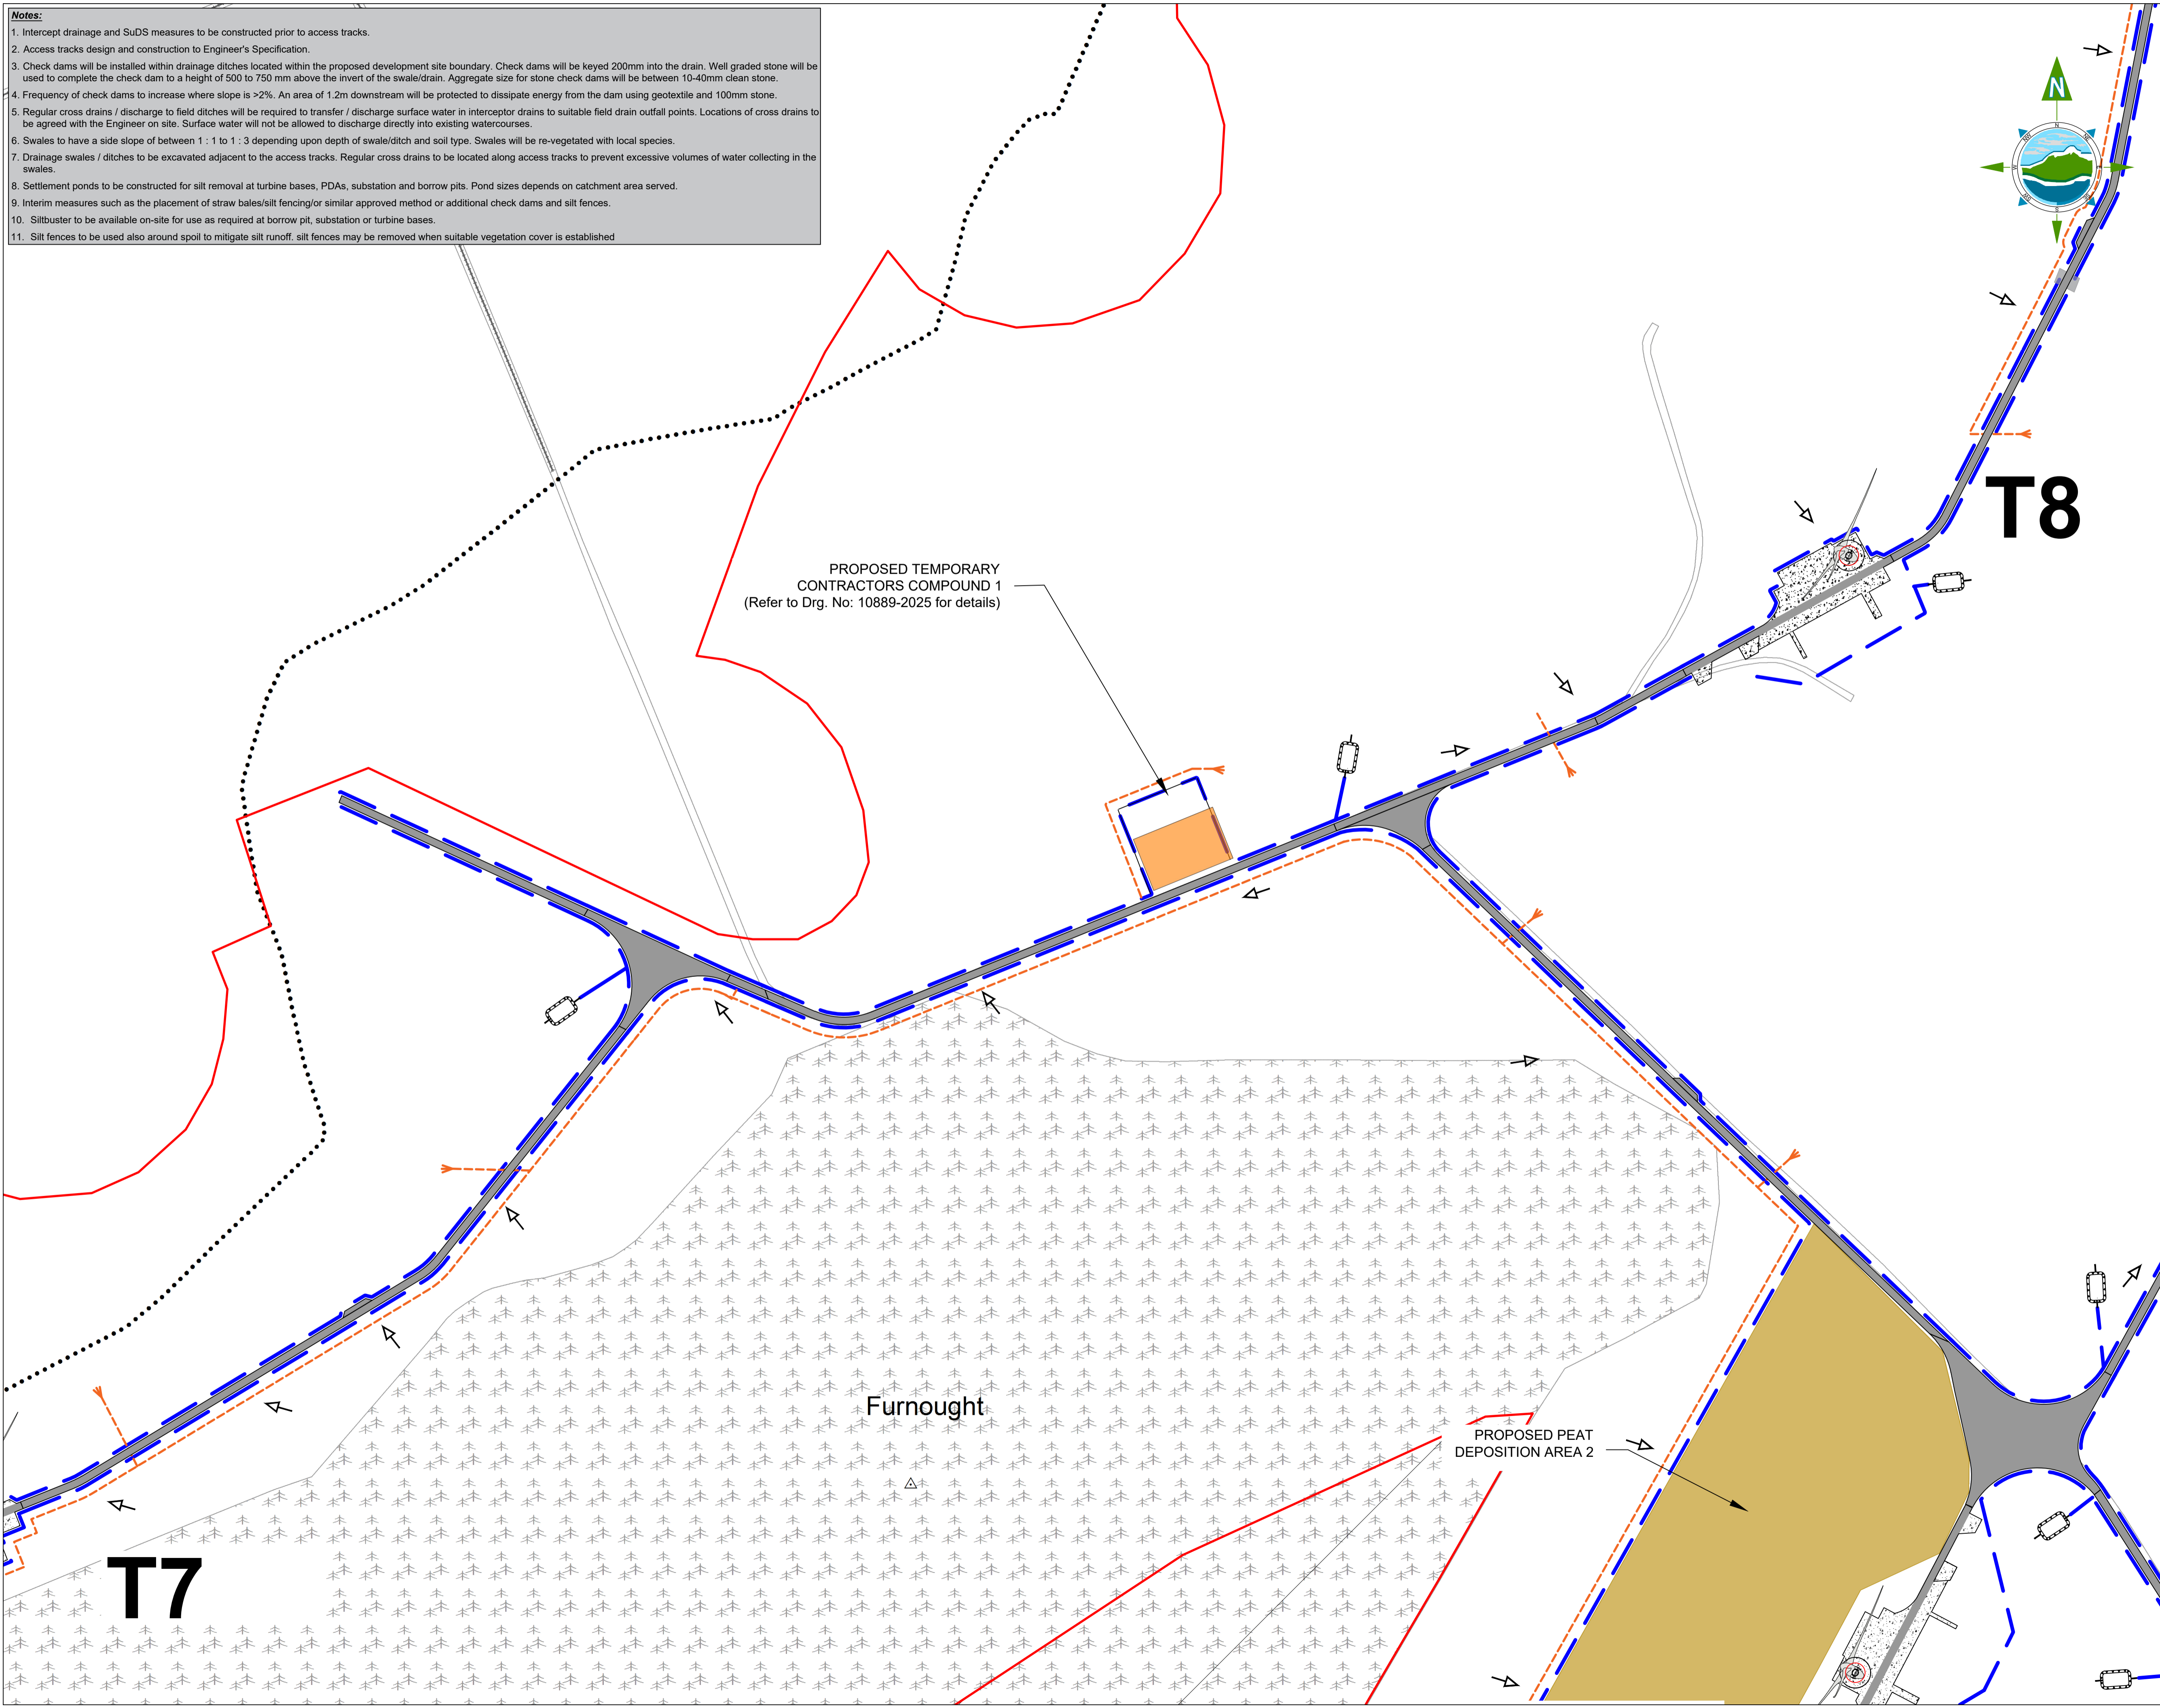 Notes:
1. Intercept drainage and SuDS measures to be constructed prior to access tracks.
2. Access tracks design and construction to Engineer's Specification.
3. Check dams will be installed within drainage ditches located within the proposed development site boundary. Check dams will be keyed 200mm into the drain. Well graded stone will be
used to complete the check dam to a height of 500 to 750 mm above the invert of the swale/drain. Aggregate size for stone check dams will be between 10-40mm clean stone.
4. Frequency of check dams to increase where slope is >2%. An area of 1.2m downstream will be protected to dissipate energy from the dam using geotextile and 100mm stone.
5. Regular cross drains / discharge to field ditches will be required to transfer / discharge surface water in interceptor drains to suitable field drain outfall points. Locations of cross drains to
be agreed with the Engineer on site. Surface water will not be allowed to discharge directly into existing watercourses.
6. Swales to have a side slope of between 1 : 1 to 1 : 3 depending upon depth of swale/ditch and soil type. Swales will be re-vegetated with local species.
7. Drainage swales / ditches to be excavated adjacent to the access tracks. Regular cross drains to be located along access tracks to prevent excessive volumes of water collecting in the
swales.
8. Settlement ponds to be constructed for silt removal at turbine bases, PDAs, substation and borrow pits. Pond sizes depends on catchment area served.
9. Interim measures such as the placement of straw bales/silt fencing/or similar approved method or additional check dams and silt fences.
10. Siltbuster to be available on-site for use as required at borrow pit, substation or turbine bases.
11. Silt fences to be used also around spoil to mitigate silt runoff. silt fences may be removed when suitable vegetation cover is established
N
N
S
T8
PROPOSED TEMPORARY
CONTRACTORS COMPOUND 1
(Refer to Drg. No: 10889-2025 for details)
Furnought
PROPOSED PEAT
DEPOSITION AREA 2
T7